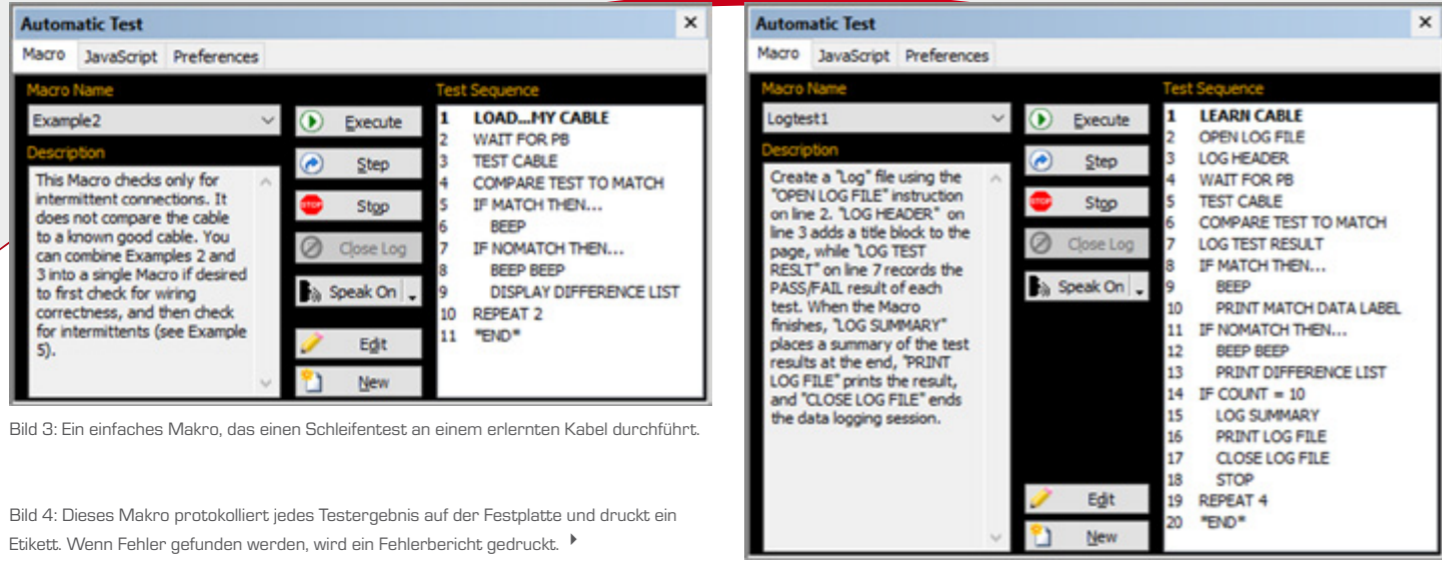 Automatic Test
Macro JavaScript Preferences
Macro Name
Example2
Description
This Macro checks only for
intermittent connections. It
does not compare the cable
to a known good cable. You
can combine Examples 2 and
3 into a single Macro if desired
to first check for wiring
correctness, and then check
for intermittents (see Example
5).
Execute
Step
STOP Stop
Close Log
Speak On
Edit
New
Test Sequence
1 LOAD...MY CABLE
2 WAIT FOR PB
3 TEST CABLE
4 COMPARE TEST TO MATCH
5 IF MATCH THEN...
6 BEEP
7 IF NOMATCH THEN...
8 BEEP BEEP
9 DISPLAY DIFFERENCE LIST
10 REPEAT 2
11 *END*
Bild 3: Ein einfaches Makro, das einen Schleifentest an einem erlernten Kabel durchführt.
Bild 4: Dieses Makro protokolliert jedes Testergebnis auf der Festplatte und druckt ein
Etikett. Wenn Fehler gefunden werden, wird ein Fehlerbericht gedruckt.
Automatic Test
Macro JavaScript Preferences
Macro Name
Logtest1
Description
Create a "Log" file using the
"OPEN LOG FILE" instruction
on line 2. "LOG HEADER" on
line 3 adds a title block to the
page, while "LOG TEST
RESLT" on line 7 records the
PASS/FAIL result of each
test. When the Macro
finishes, "LOG SUMMARY"
places a summary of the test
results at the end, "PRINT
LOG FILE" prints the result,
and "CLOSE LOG FILE" ends
the data logging session.
Execute
Step
STOP Stop
Close Log
Speak On
Edit
New
Test Sequence
1 LEARN CABLE
2 OPEN LOG FILE
3 LOG HEADER
4 WAIT FOR PB
5 TEST CABLE
6 COMPARE TEST TO MATCH
7 LOG TEST RESULT
8 IF MATCH THEN...
9 BEEP
10 PRINT MATCH DATA LABEL
11 IF NOMATCH THEN...
12 BEEP BEEP
13 PRINT DIFFERENCE LIST
14 IF COUNT = 10
15 LOG SUMMARY
16 PRINT LOG FILE
17 CLOSE LOG FILE
18 STOP
19 REPEAT 4
20 *END*